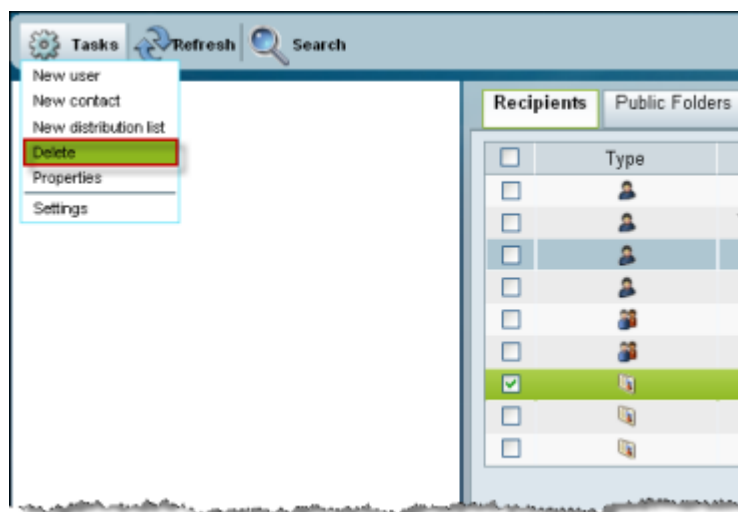 Tasks Refresh Search
New user
New contact
New distribution list
Delete
Properties
Settings
Recipients Public Folders
Type